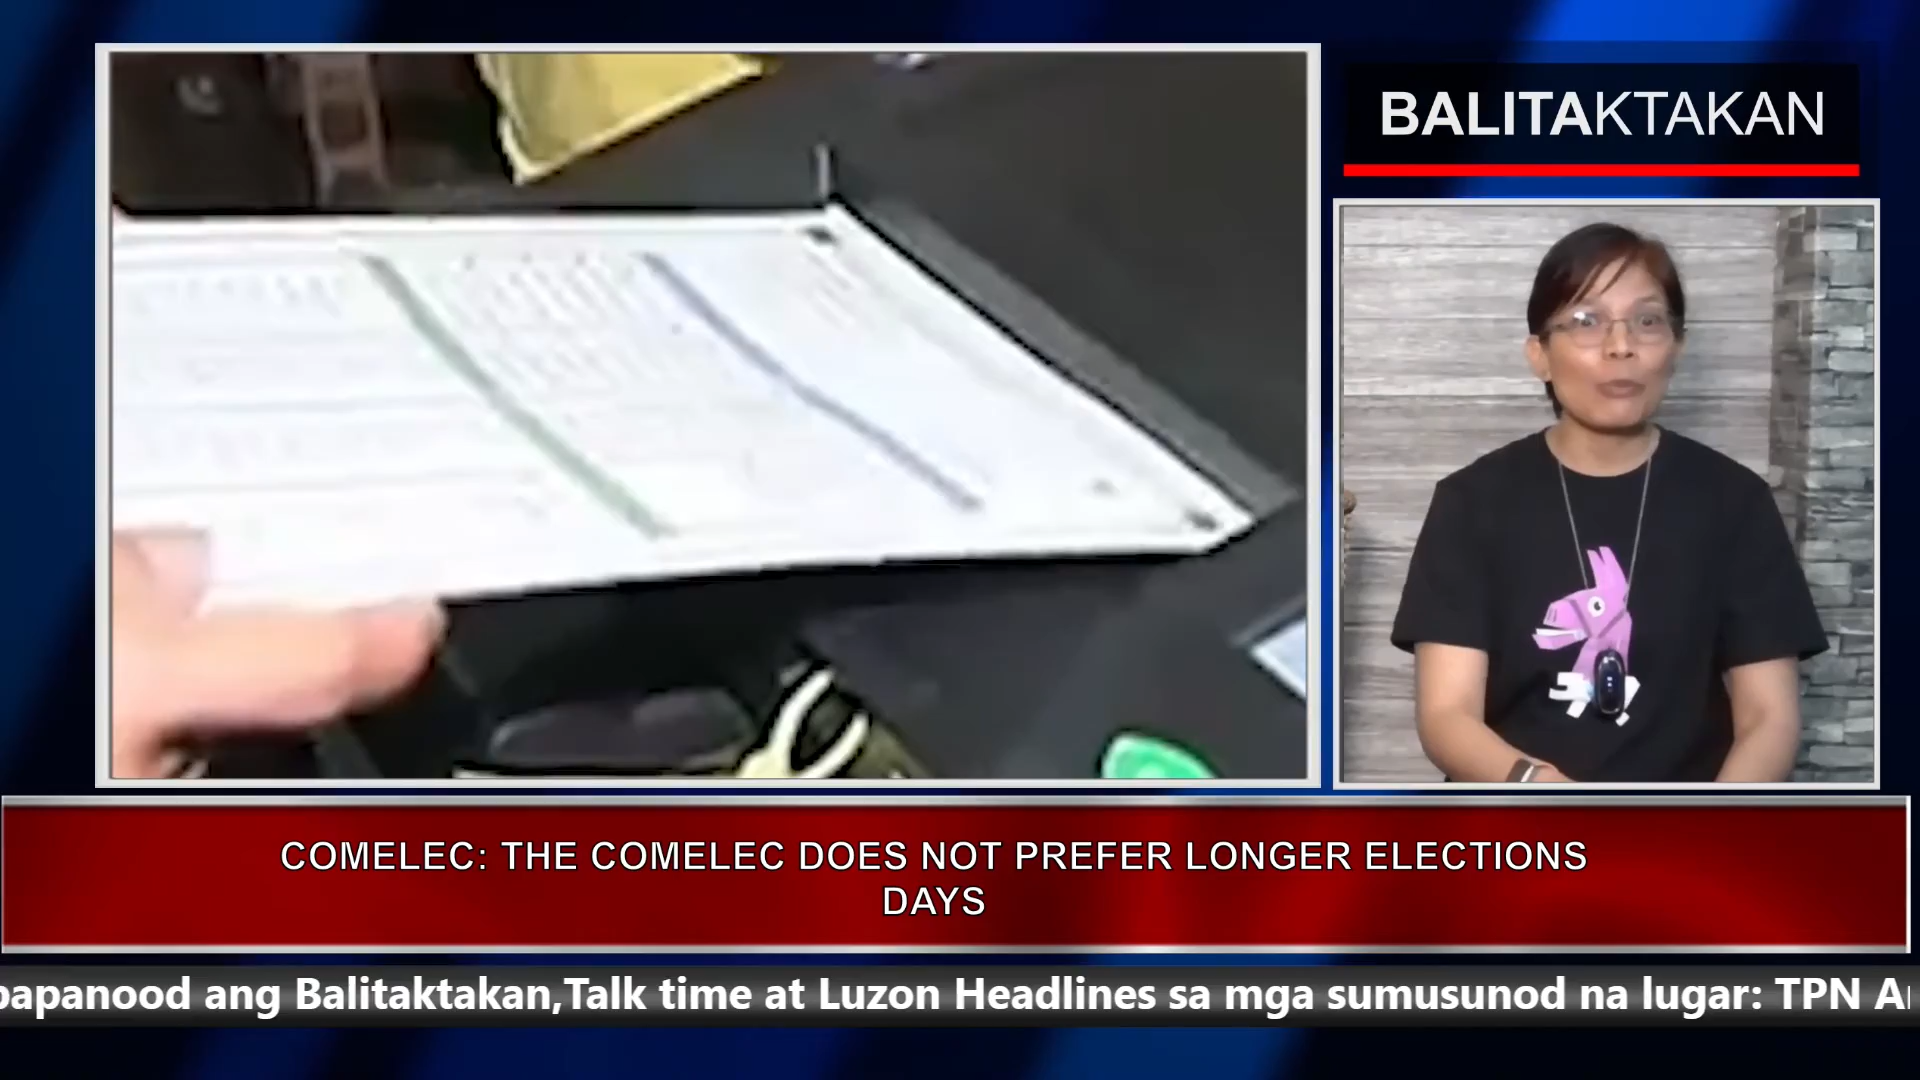 BALITAKTAKAN
COMELEC: THE COMELEC DOES NOT PREFER LONGER ELECTIONS
DAYS
ang Balitaktakan,Talk time at Luzon Headlines sa mga sumusunod na lugar: TPN